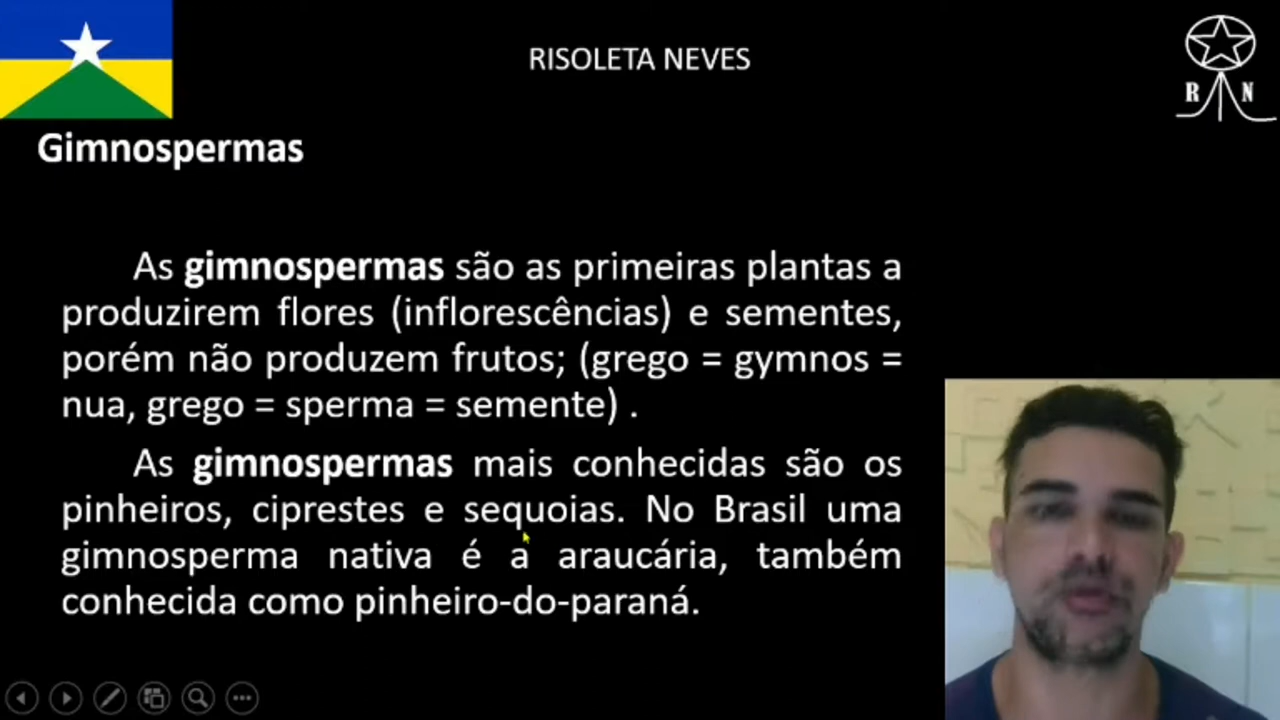 RISOLETA NEVES
R N
Gimnospermas
As gimnospermas são as primeiras plantas a
produzirem flores (inflorescências) e sementes,
porém não produzem frutos; (grego = gymnos =
nua, grego = sperma = semente) .
As gimnospermas mais conhecidas são os
pinheiros, ciprestes e sequoias. No Brasil uma
gimnosperma nativa é a araucária, também
conhecida como pinheiro-do-paraná.